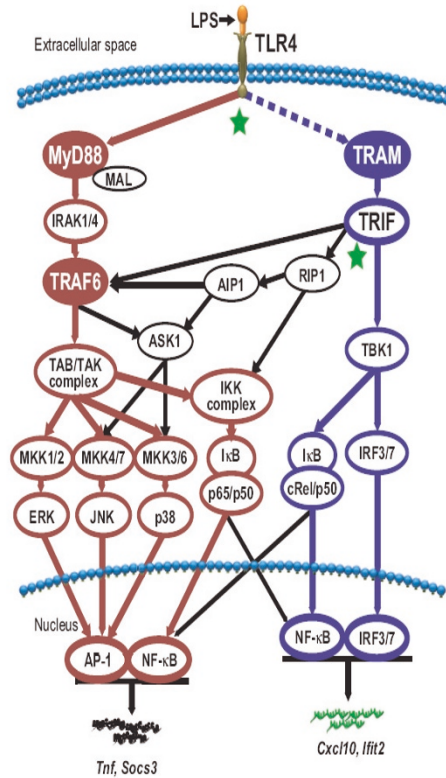 LPS
TLR4
Extracellular space
MyD88
MAL
TRAM
IRAK1/4
TRIF
TRAF6
AIP1
RIP1
ASK1
TBK1
TAB/TAK
complex
IKK
complex
MKK1/2
MKK4/7
MKK3/6
IκB
IκB
IRF3/7
p65/p50
cRel/p50
ERK
JNK
p38
Nucleus
AP-1
NF-κB
NF-κB
IRF3/7
Tnf, Socs3
Cxcl10, Ifit2